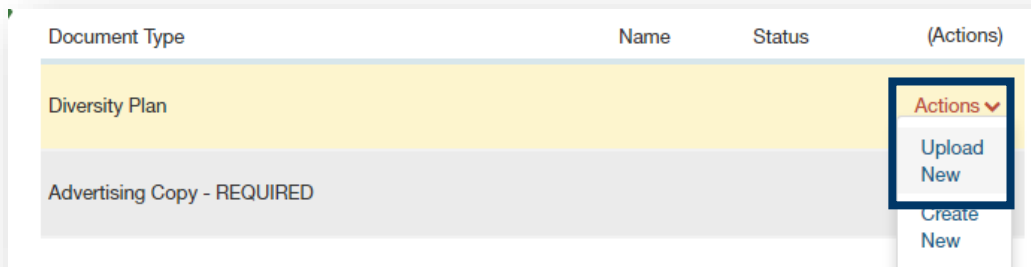 Document Type Name Status (Actions)
Diversity Plan Actions
Upload
New
Advertising Copy - REQUIRED
Create
New